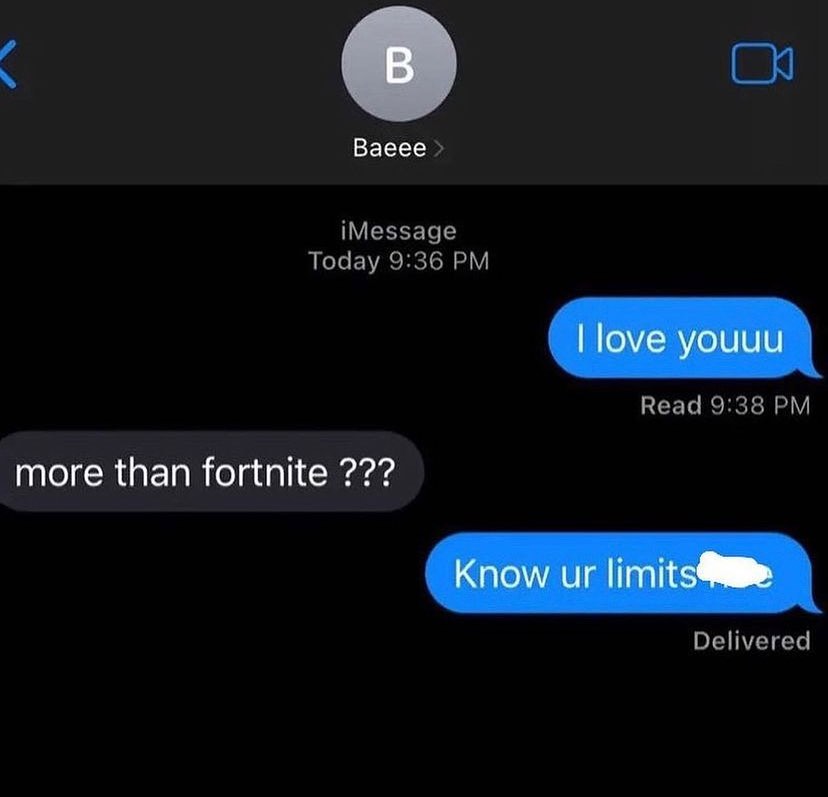 B
Baeee >
iMessage
Today 9:36 PM
I love youuu
Read 9:38 PM
more than fortnite ???
Know ur limits
Delivered